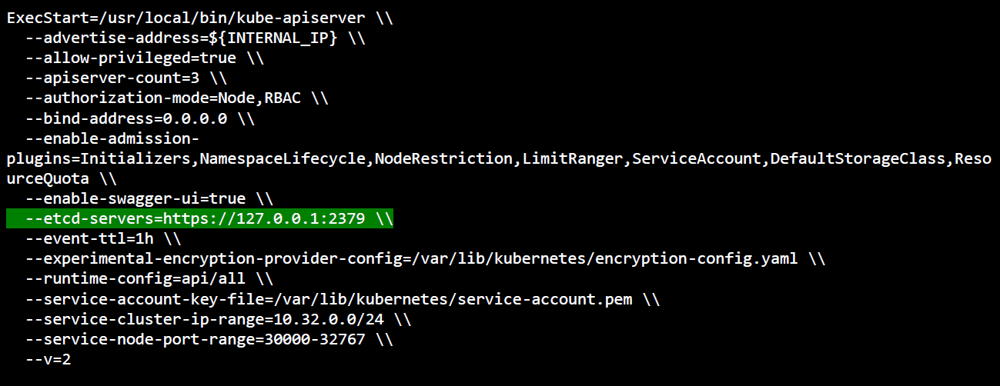 ExecStart=/usr/local/bin/kube-apiserver \\
  --advertise-address=${INTERNAL_IP} \\
  --allow-privileged=true \\
  --apiserver-count=3 \\
  --authorization-mode=Node,RBAC \\
  --bind-address=0.0.0.0 \\
  --enable-admission-
plugins=Initializers,NamespaceLifecycle,NodeRestriction,LimitRanger,ServiceAccount,DefaultStorageClass,Reso
urceQuota \\
  --enable-swagger-ui=true \\
  --etcd-servers=https://127.0.0.1:2379 \\
  --event-ttl=1h \\
  --experimental-encryption-provider-config=/var/lib/kubernetes/encryption-config.yaml \\
  --runtime-config=api/all \\
  --service-account-key-file=/var/lib/kubernetes/service-account.pem \\
  --service-cluster-ip-range=10.32.0.0/24 \\
  --service-node-port-range=30000-32767 \\
  --v=2